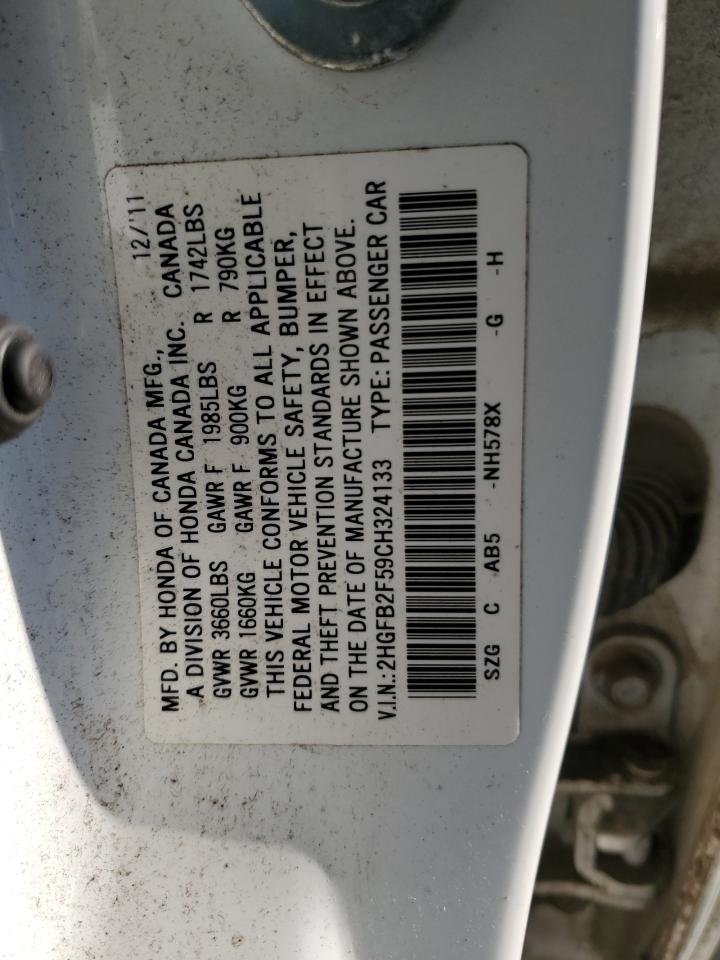 12/'11
MFD. BY HONDA OF CANADA MFG.,
A DIVISION OF HONDA CANADA INC. CANADA
GVWR 3660LBS GAWR F 1985LBS R 1742LBS
GVWR 1660KG GAWR F 900KG R 790KG
THIS VEHICLE CONFORMS TO ALL APPLICABLE
FEDERAL MOTOR VEHICLE SAFETY, BUMPER,
AND THEFT PREVENTION STANDARDS IN EFFECT
ON THE DATE OF MANUFACTURE SHOWN ABOVE.
V.I.N.: 2HGFB2F59CH324133 TYPE: PASSENGER CAR
SZG C AB5 -NH578X -G -H